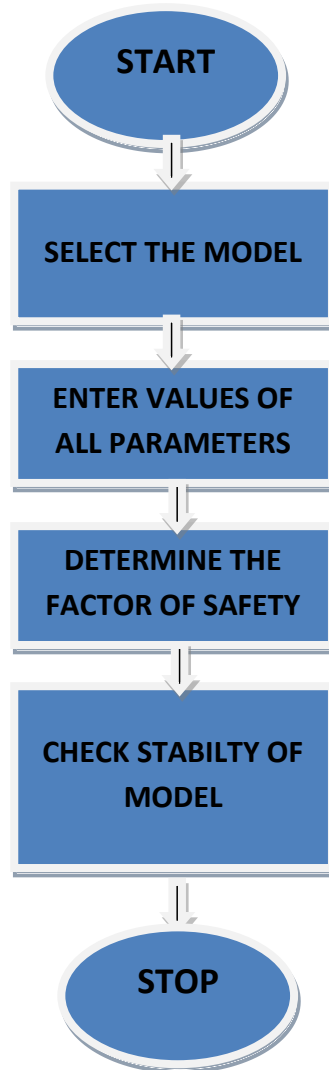 START
SELECT THE MODEL
ENTER VALUES OF
ALL PARAMETERS
DETERMINE THE
FACTOR OF SAFETY
CHECK STABILTY OF
MODEL
STOP